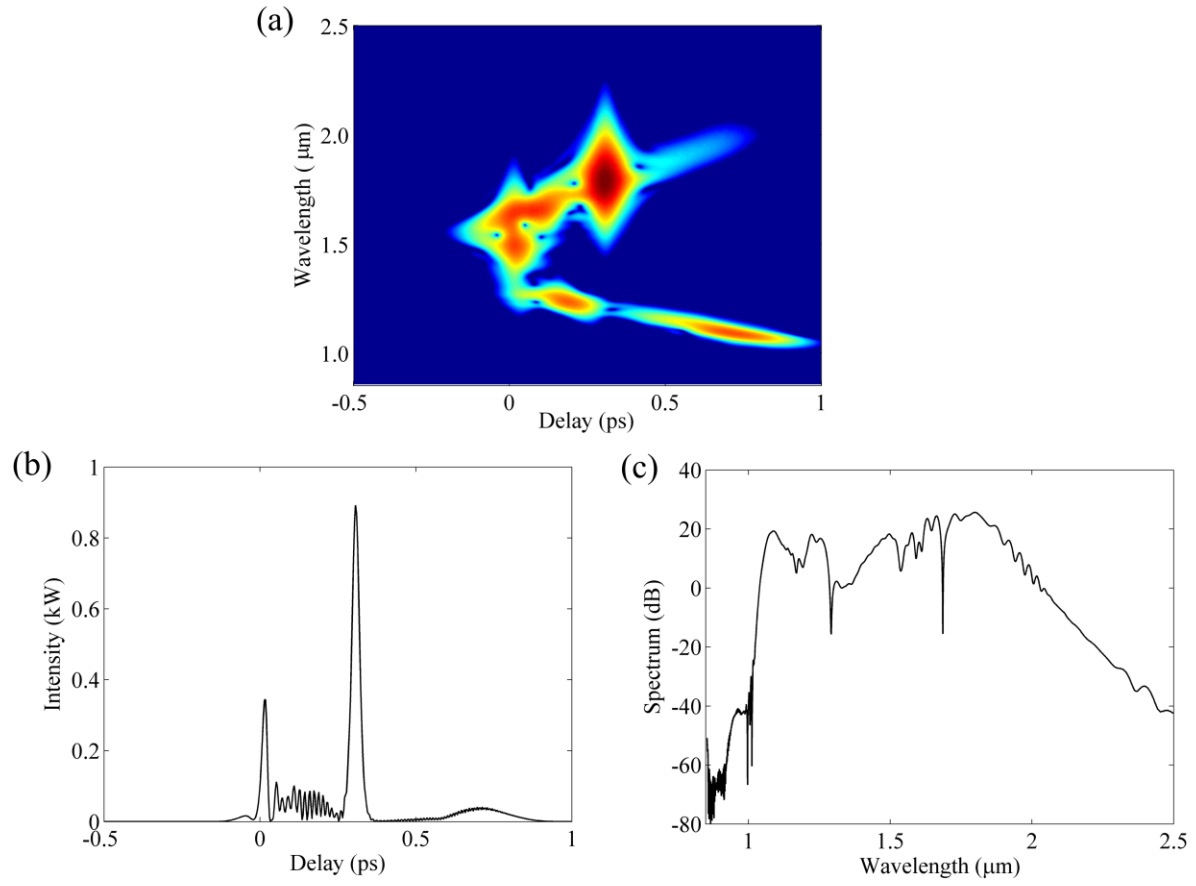 (a)
2.5
2.0
1.5
1.0
Wavelength ( μm)
-0.5 0 0.5 1
Delay (ps)
(b)
1
0.8
0.6
0.4
0.2
0
Intensity (kW)
-0.5 0 0.5 1
Delay (ps)
(c)
40
20
0
-20
-40
-60
-80
Spectrum (dB)
1 1.5 2 2.5
Wavelength (μm)